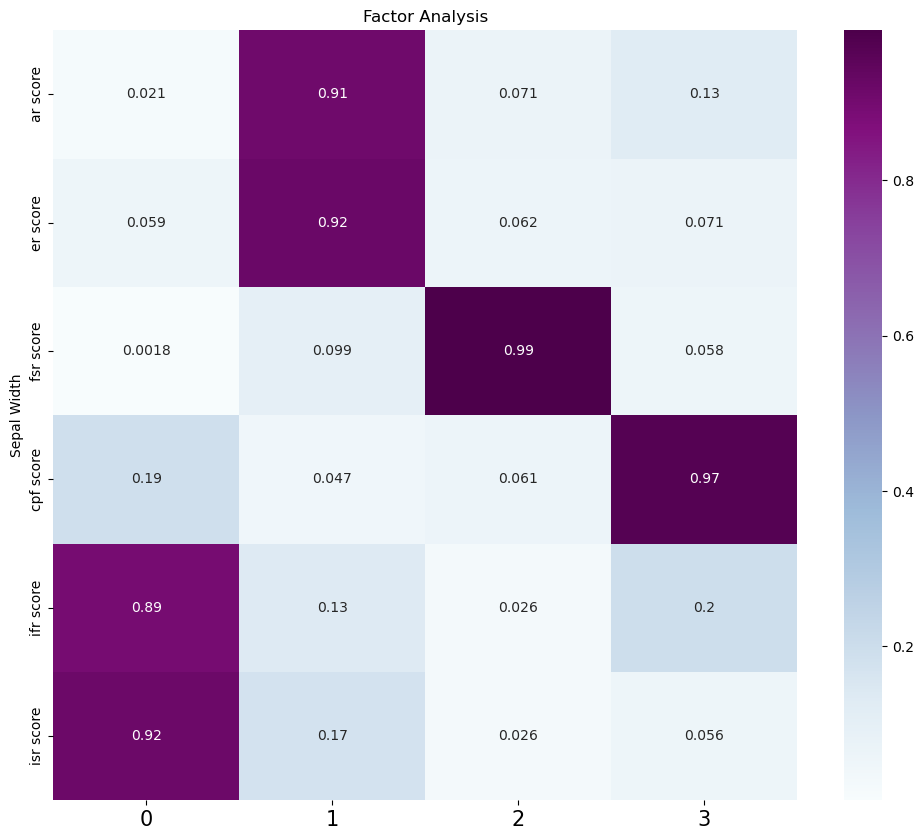 Factor Analysis
Sepal Width
ar score
0.021 0.91 0.071 0.13
er score
0.059 0.92 0.062 0.071
fsr score
0.0018 0.099 0.99 0.058
cpf score
0.19 0.047 0.061 0.97
ifr score
0.89 0.13 0.026 0.2
isr score
0.92 0.17 0.026 0.056
0 1 2 3
0.8
0.6
0.4
0.2